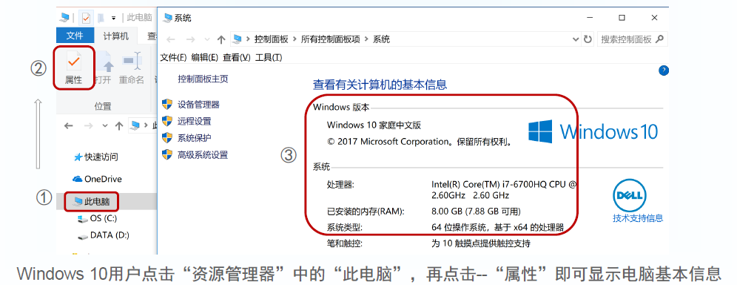 此电脑
文件
计算机
查
②
属性
打开
重命名
位置
①
快速访问
OneDrive
此电脑
OS (C:)
DATA (D:)
系统
控制面板 > 所有控制面板项 > 系统
搜索控制面板
文件(F) 编辑(E) 查看(V) 工具(T)
控制面板主页
设备管理器
远程设置
系统保护
高级系统设置
查看有关计算机的基本信息
Windows 版本
Windows 10 家庭中文版
© 2017 Microsoft Corporation。保留所有权利。
Windows 10
③
系统
处理器: Intel(R) Core(TM) i7-6700HQ CPU @
2.60GHz 2.60 GHz
已安装的内存(RAM): 8.00 GB (7.88 GB 可用)
系统类型: 64 位操作系统，基于 x64 的处理器
笔和触控: 为 10 触摸点提供触控支持
DELL
技术支持信息
Windows 10用户点击“资源管理器”中的“此电脑”，再点击--“属性”即可显示电脑基本信息